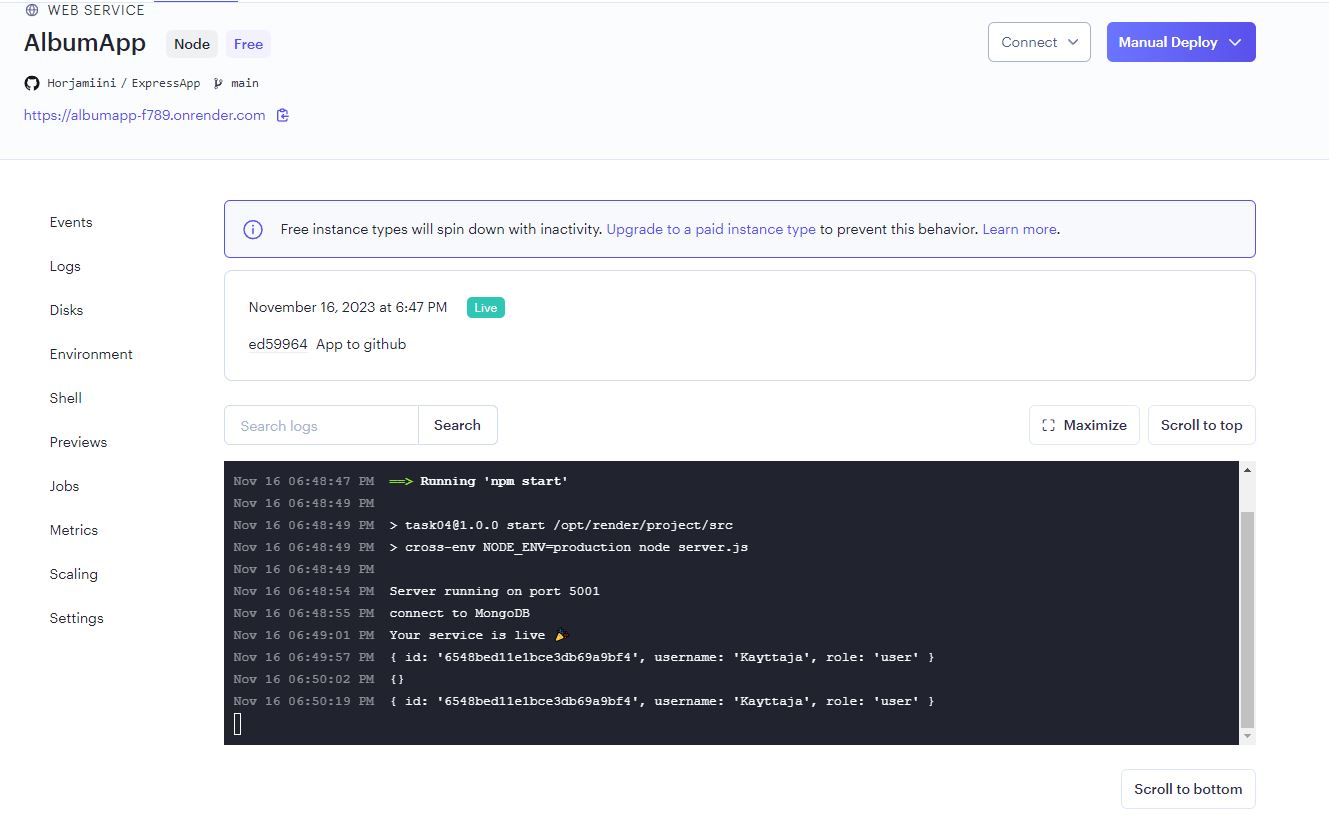 WEB SERVICE
AlbumApp Node Free
Connect
Manual Deploy
Horjamiini / ExpressApp main
https://albumapp-f789.onrender.com
Events
Logs
Disks
Environment
Shell
Previews
Jobs
Metrics
Scaling
Settings
Free instance types will spin down with inactivity. Upgrade to a paid instance type to prevent this behavior. Learn more.
November 16, 2023 at 6:47 PM Live
ed59964 App to github
Search logs Search
Maximize Scroll to top
Nov 16 06:48:47 PM ==> Running 'npm start'
Nov 16 06:48:49 PM
Nov 16 06:48:49 PM > task04@1.0.0 start /opt/render/project/src
Nov 16 06:48:49 PM > cross-env NODE_ENV=production node server.js
Nov 16 06:48:49 PM
Nov 16 06:48:54 PM Server running on port 5001
Nov 16 06:48:55 PM connect to MongoDB
Nov 16 06:49:01 PM Your service is live 🎉
Nov 16 06:49:57 PM { id: '6548bed11e1bce3db69a9bf4', username: 'Kayttaja', role: 'user' }
Nov 16 06:50:02 PM {}
Nov 16 06:50:19 PM { id: '6548bed11e1bce3db69a9bf4', username: 'Kayttaja', role: 'user' }
Scroll to bottom